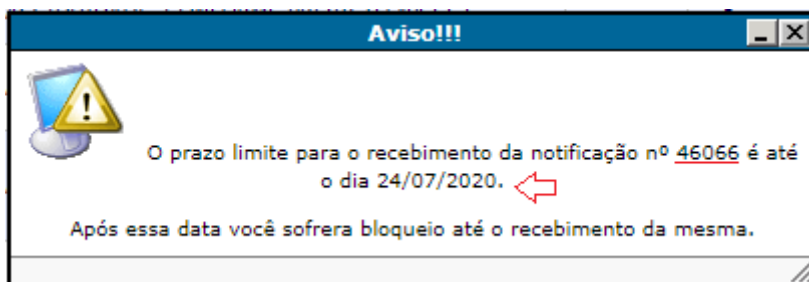 Aviso!!!
O prazo limite para o recebimento da notificação nº 46066 é até
o dia 24/07/2020.
Após essa data você sofrera bloqueio até o recebimento da mesma.